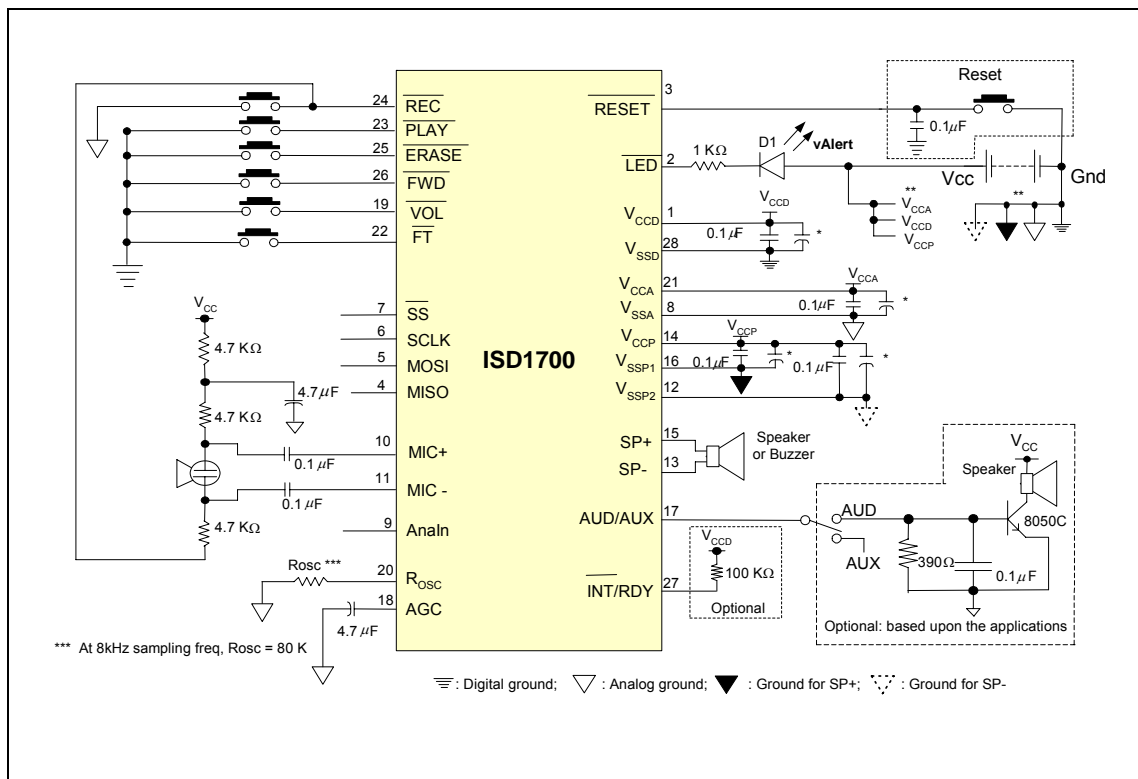 Reset
24
REC
3
RESET
0.1μF
23
PLAY
25
ERASE
26
FWD
19
VOL
22
FT
D1
vAlert
1 KΩ
2
LED
Vcc
Gnd
**
VCCA
VCCD
VCCP
**
VCCD
VCCD
1
0.1μF
*
VSSD
28
VCCA
21
VCCA
0.1μF
*
VSSA
8
VCCP
14
VCCP
0.1μF
*
0.1μF
*
VSSP1
16
VSSP2
12
VCC
4.7 KΩ
4.7μF
4.7 KΩ
7
SS
6
SCLK
5
MOSI
4
MISO
ISD1700
10
MIC+
0.1μF
11
MIC -
0.1μF
4.7 KΩ
9
AnaIn
SP+
15
SP-
13
Speaker
or Buzzer
VCC
Speaker
AUD/AUX
17
AUD
AUX
8050C
390Ω
0.1μF
Optional: based upon the applications
VCCD
100 KΩ
INT/RDY
27
Optional
Rosc ***
20
ROSC
18
AGC
4.7 μF
*** At 8kHz sampling freq, Rosc = 80 K
: Digital ground; : Analog ground; : Ground for SP+; : Ground for SP-